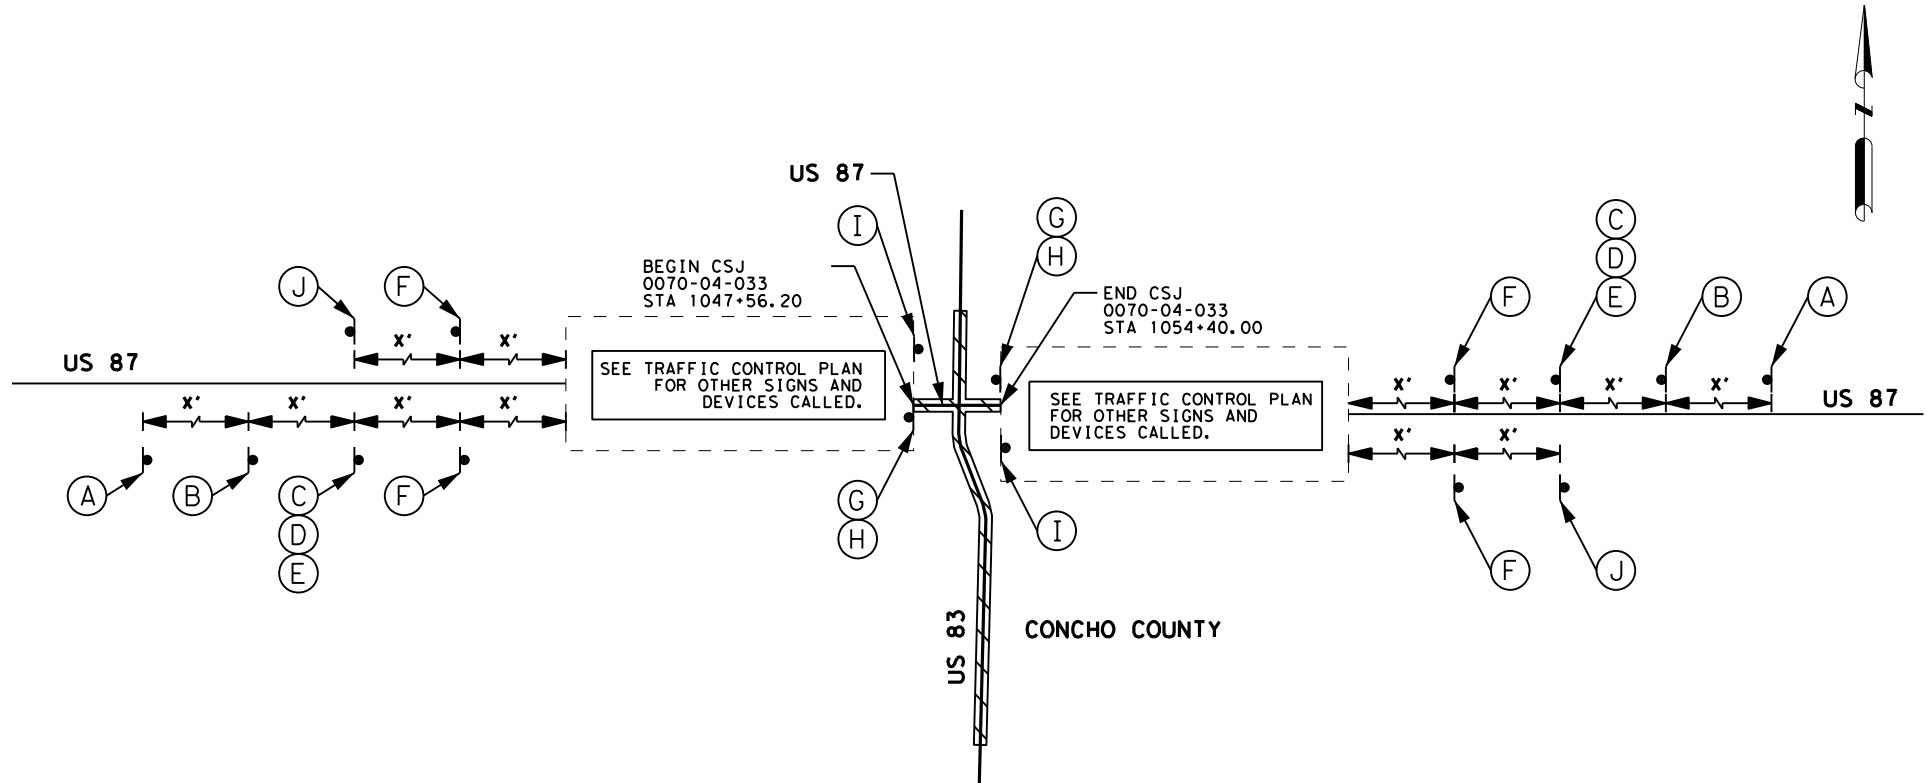 US 87
I
G
H
BEGIN CSJ
0070-04-033
STA 1047+56.20
END CSJ
0070-04-033
STA 1054+40.00
J
F
X'
X'
US 87
SEE TRAFFIC CONTROL PLAN
FOR OTHER SIGNS AND
DEVICES CALLED.
X'
X'
X'
X'
A
B
C
D
E
F
G
H
SEE TRAFFIC CONTROL PLAN
FOR OTHER SIGNS AND
DEVICES CALLED.
I
F
C
D
E
B
A
X'
X'
X'
X'
US 87
X'
X'
F
J
US 83
CONCHO COUNTY
N